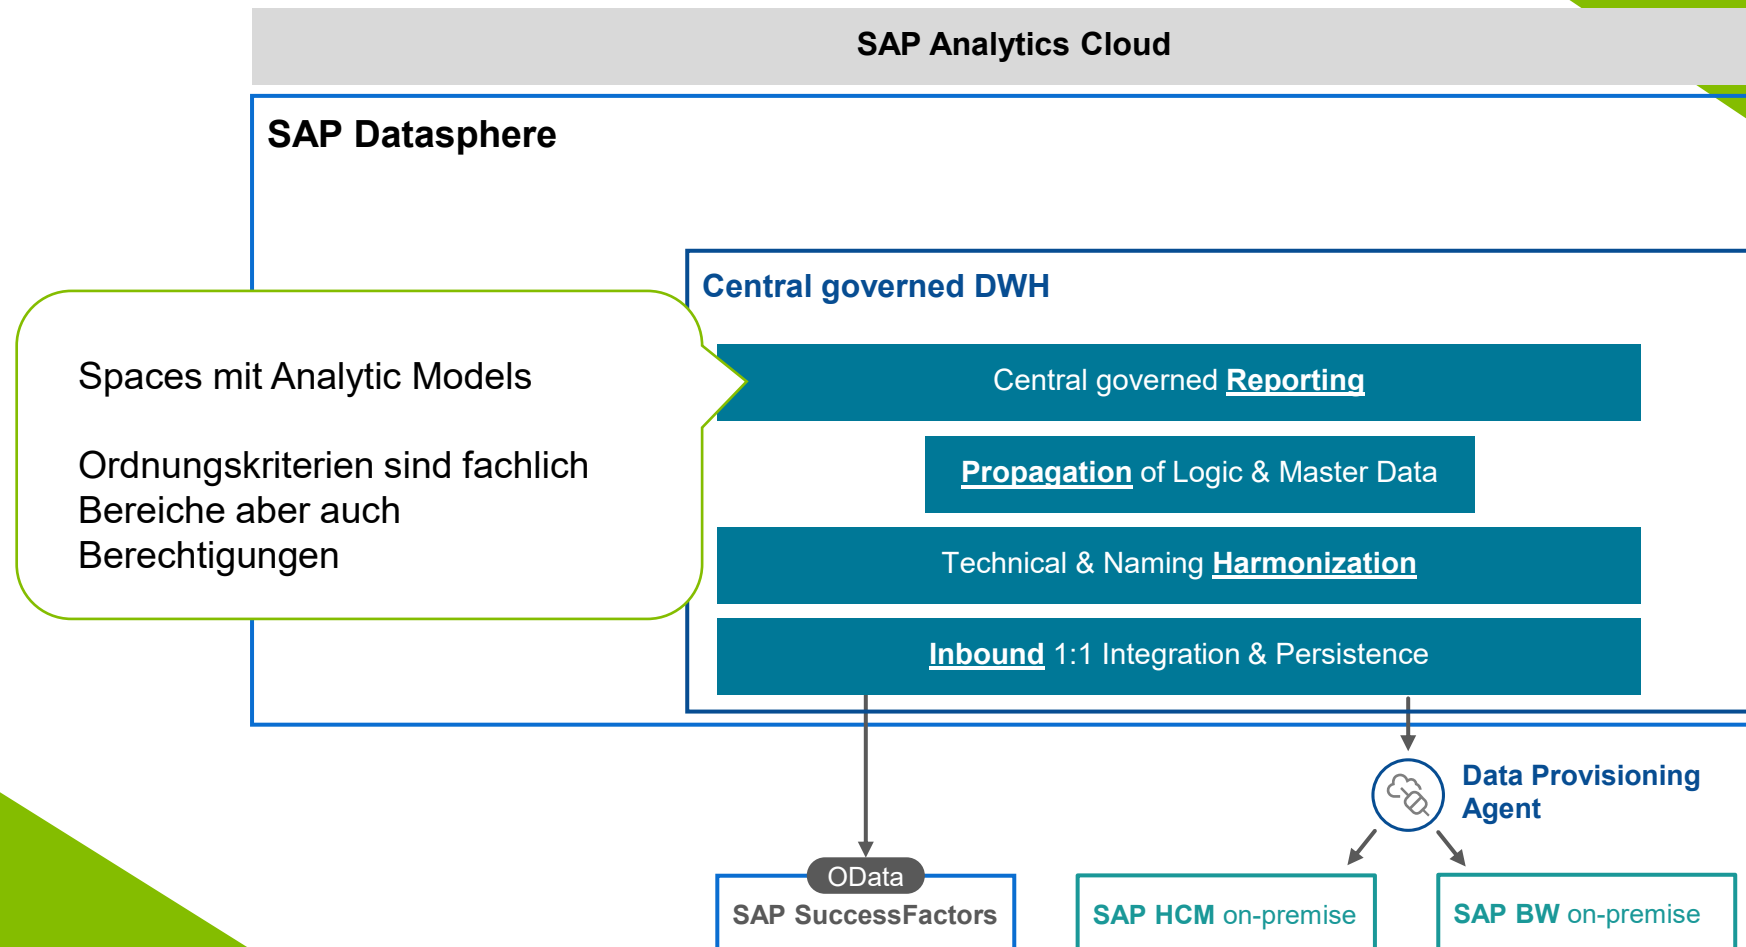 SAP Analytics Cloud
SAP Datasphere
Central governed DWH
Spaces mit Analytic Models
Ordnungskriterien sind fachlich
Bereiche aber auch
Berechtigungen
Central governed Reporting
Propagation of Logic & Master Data
Technical & Naming Harmonization
Inbound 1:1 Integration & Persistence
Data Provisioning
Agent
OData
SAP SuccessFactors
SAP HCM on-premise
SAP BW on-premise